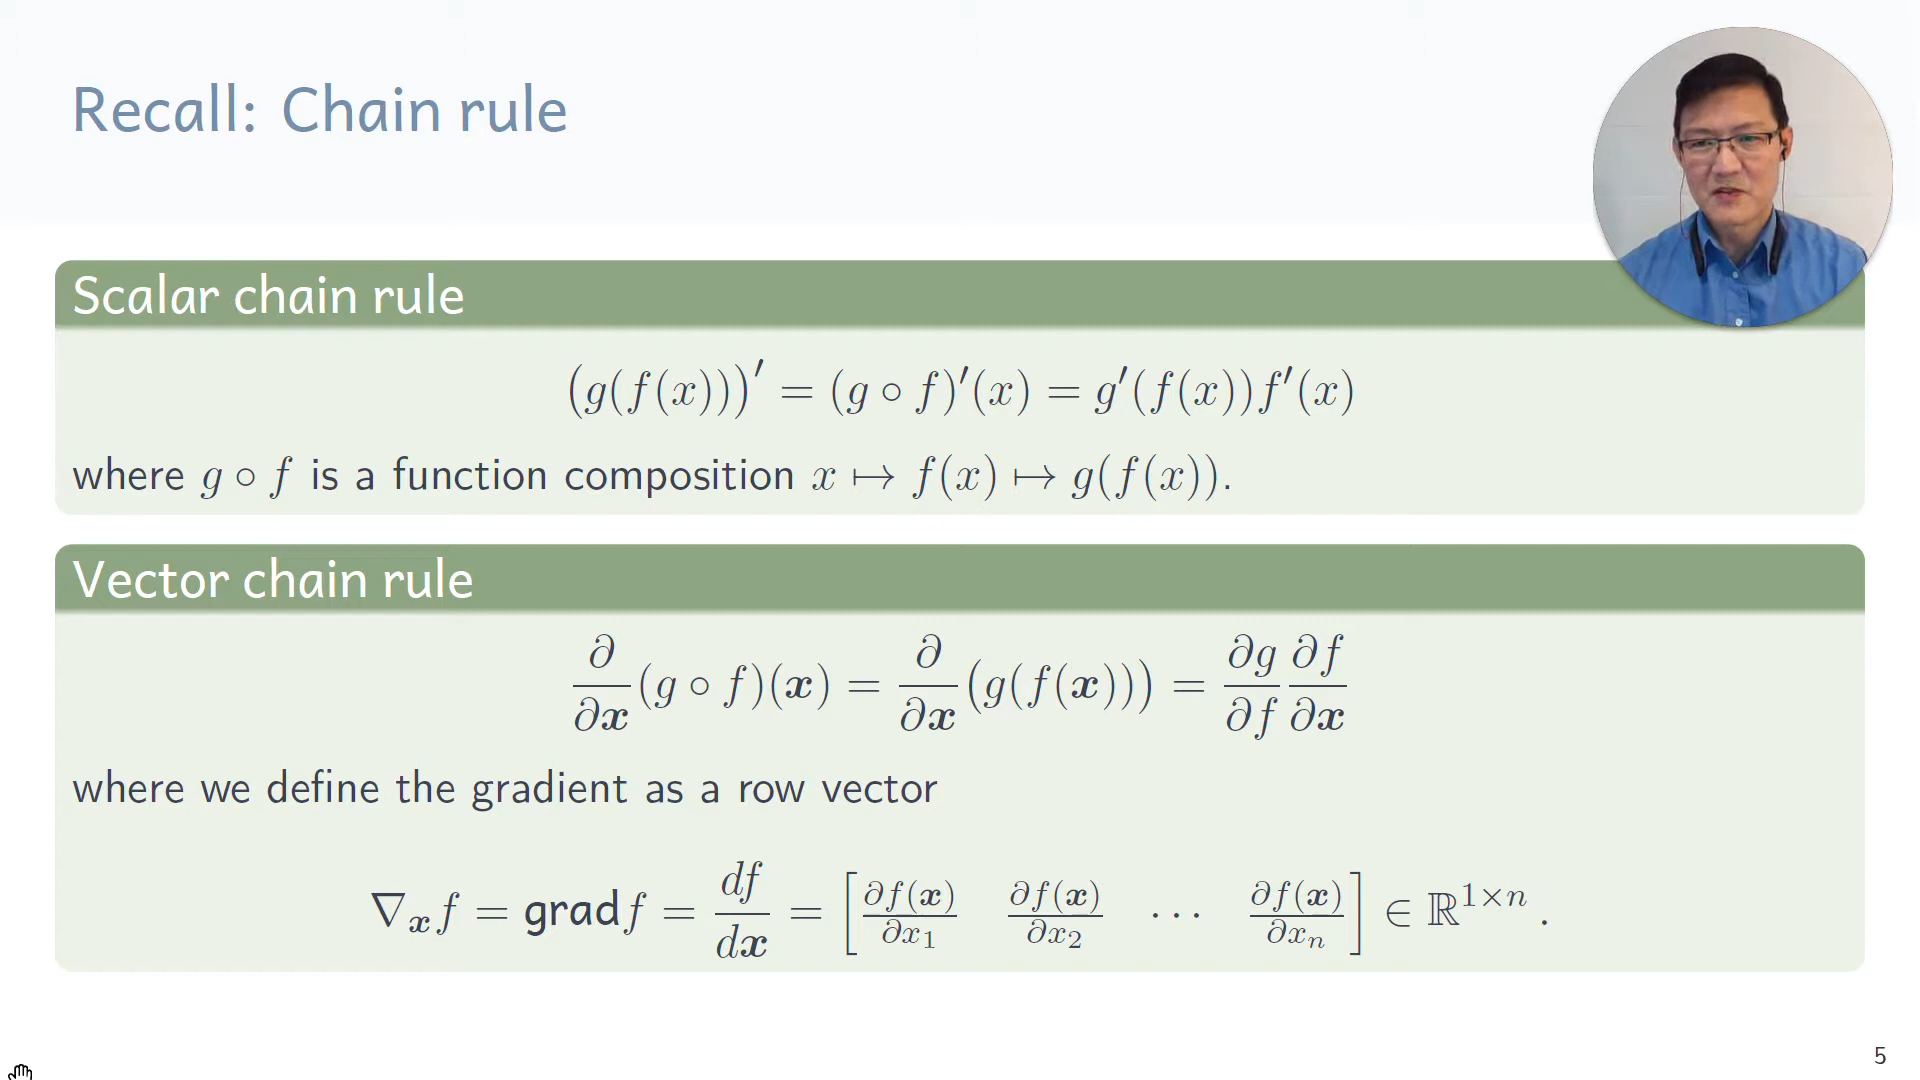 Recall: Chain rule
Scalar chain rule
(g(f(x)))′ = (g ∘ f)′(x) = g′(f(x))f′(x)
where g ∘ f is a function composition x ↦ f(x) ↦ g(f(x)).
Vector chain rule
∂/∂𝒙 (g ∘ f)(𝒙) = ∂/∂𝒙 (g(f(𝒙))) = ∂g/∂f ∂f/∂𝒙
where we define the gradient as a row vector
∇𝒙f = gradf = df/d𝒙 = [∂f(𝒙)/∂x₁ ∂f(𝒙)/∂x₂ ⋯ ∂f(𝒙)/∂xₙ] ∈ ℝ^{1×n} .
5